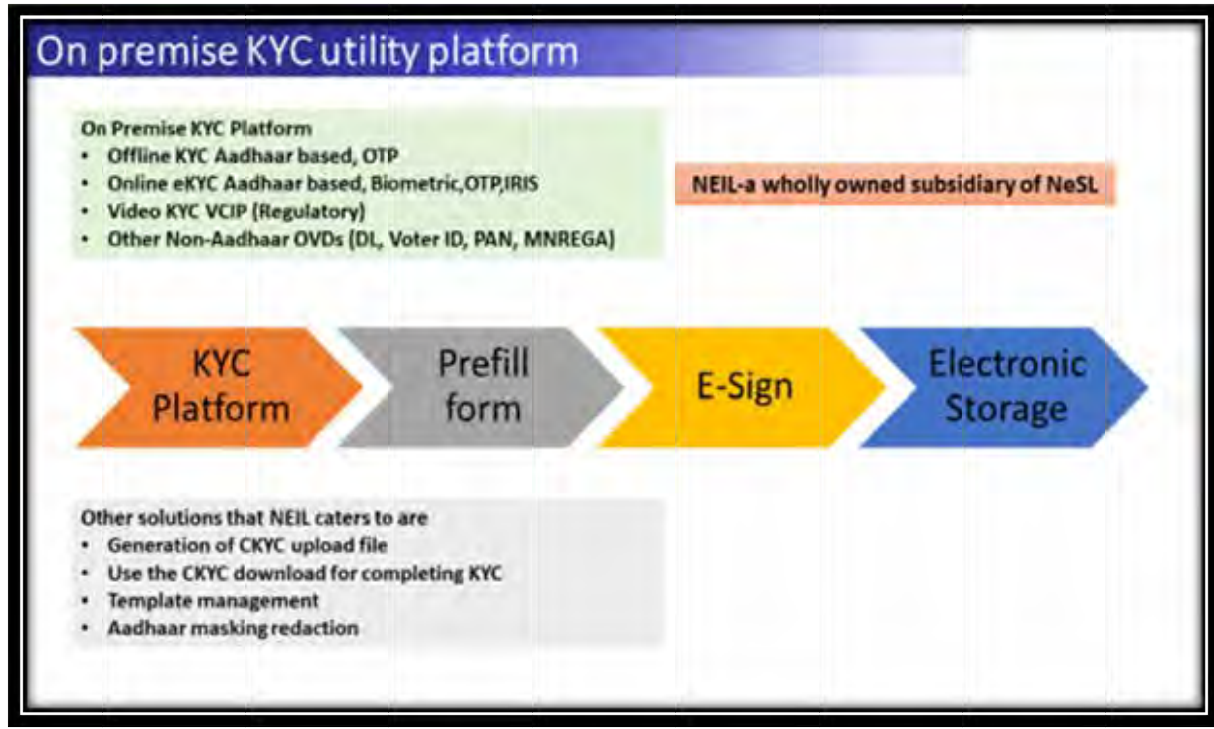 On premise KYC utility platform
On Premise KYC Platform
• Offline KYC Aadhaar based, OTP
• Online eKYC Aadhaar based, Biometric,OTP,IRIS
• Video KYC VCIP (Regulatory)
• Other Non-Aadhaar OVDs (DL, Voter ID, PAN, MNREGA)
NEIL-a wholly owned subsidiary of NeSL
KYC
Platform
Prefill
form
E-Sign
Electronic
Storage
Other solutions that NEIL caters to are
• Generation of CKYC upload file
• Use the CKYC download for completing KYC
• Template management
• Aadhaar masking redaction